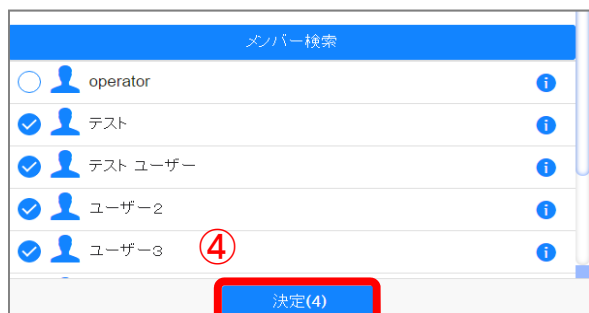 メンバー検索
operator
テスト
テスト ユーザー
ユーザー2
ユーザー3
④
決定(4)